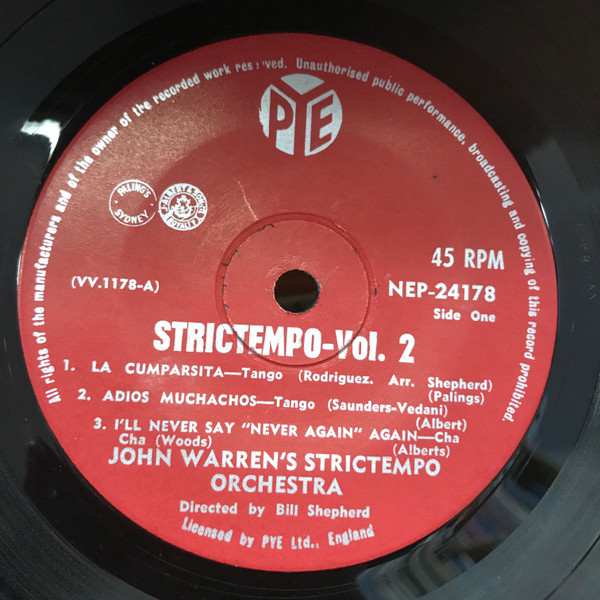 All rights of the manufacturers and of the owner of the recorded work reserved. Unauthorised public performance, broadcasting and copying of this record prohibited.
PYE
PALING'S
SYDNEY
J. ALBERT & SON
ROYALTY
45 RPM
(VV.1178-A)
NEP-24178
Side One
STRICTEMPO-Vol. 2
1. LA CUMPARSITA—Tango (Rodriguez. Arr. Shepherd)
(Palings)
2. ADIOS MUCHACHOS—Tango (Saunders-Vedani)
(Albert)
3. I'LL NEVER SAY "NEVER AGAIN" AGAIN—Cha
Cha (Woods) (Alberts)
JOHN WARREN'S STRICTEMPO
ORCHESTRA
Directed by Bill Shepherd
Licensed by PYE Ltd., England